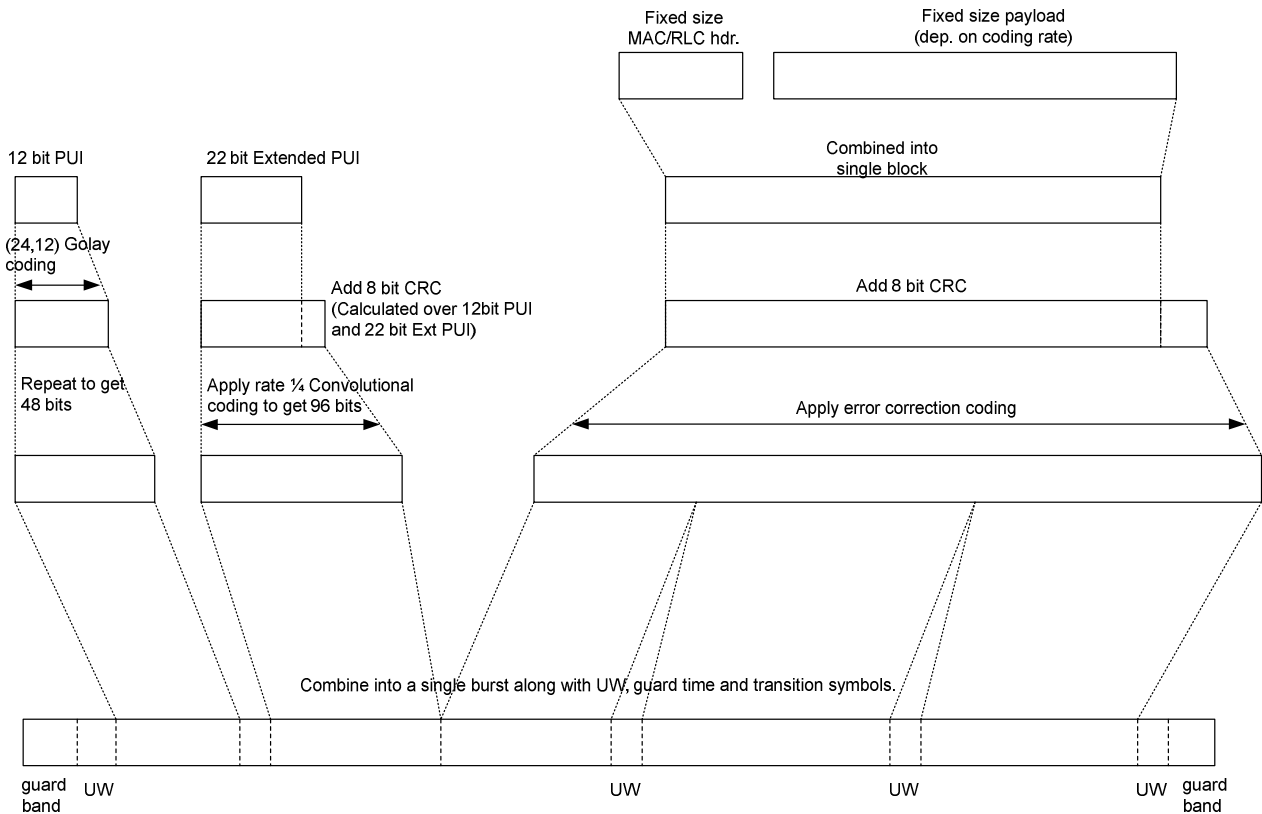 Fixed size
MAC/RLC hdr.
Fixed size payload
(dep. on coding rate)
12 bit PUI
22 bit Extended PUI
Combined into
single block
(24,12) Golay
coding
Add 8 bit CRC
(Calculated over 12bit PUI
and 22 bit Ext PUI)
Add 8 bit CRC
Repeat to get
48 bits
Apply rate ¼ Convolutional
coding to get 96 bits
Apply error correction coding
Combine into a single burst along with UW, guard time and transition symbols.
guard
band
UW
UW
UW
UW
guard
band